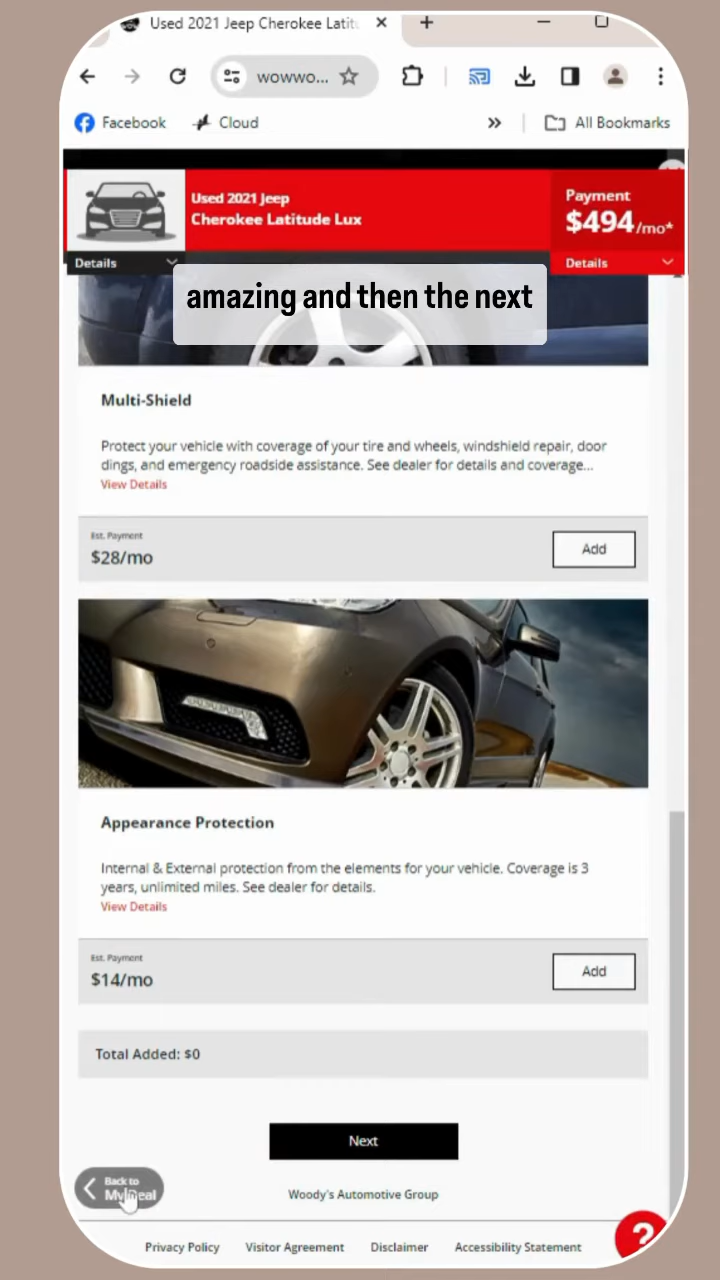 Used 2021 Jeep Cherokee Latit
wowwo...
Facebook
Cloud
All Bookmarks
Used 2021 Jeep
Cherokee Latitude Lux
Payment
$494/mo*
Details
Details
amazing and then the next
Multi-Shield
Protect your vehicle with coverage of your tire and wheels, windshield repair, door
dings, and emergency roadside assistance. See dealer for details and coverage...
View Details
Est. Payment
$28/mo
Add
Appearance Protection
Internal & External protection from the elements for your vehicle. Coverage is 3
years, unlimited miles. See dealer for details.
View Details
Est. Payment
$14/mo
Add
Total Added: $0
Next
Back to
My Deal
Woody's Automotive Group
?
Privacy Policy
Visitor Agreement
Disclaimer
Accessibility Statement